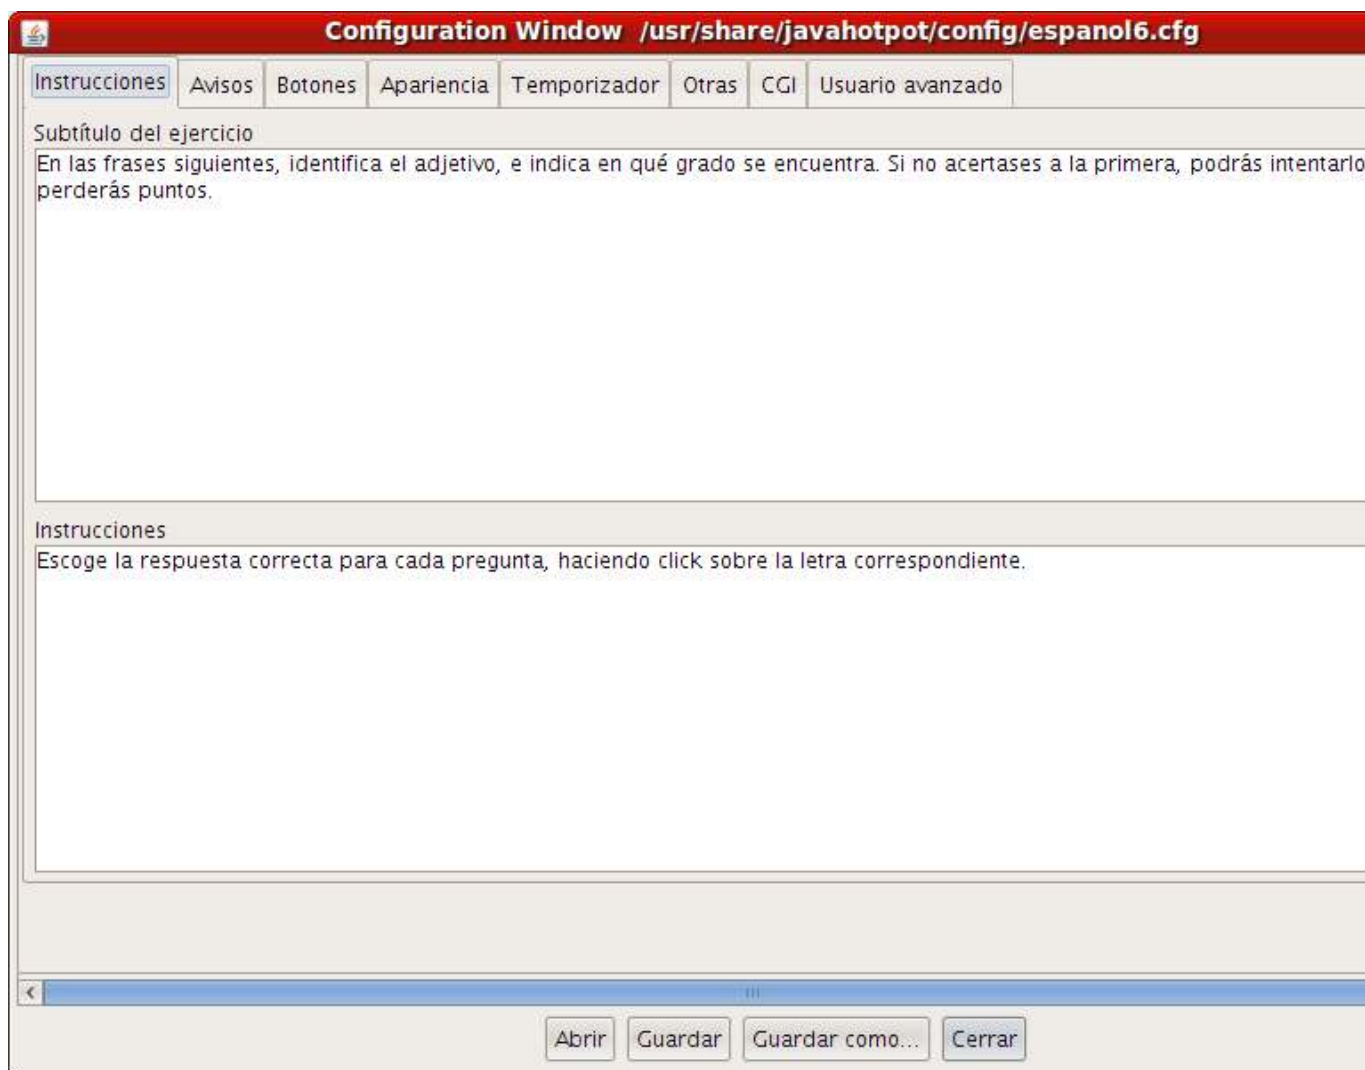 Configuration Window /usr/share/javahotpot/config/espanol6.cfg
Instrucciones Avisos Botones Apariencia Temporizador Otras CGI Usuario avanzado
Subtítulo del ejercicio
En las frases siguientes, identifica el adjetivo, e indica en qué grado se encuentra. Si no acertases a la primera, podrás intentarlo
perderás puntos.
Instrucciones
Escoge la respuesta correcta para cada pregunta, haciendo click sobre la letra correspondiente.
Abrir Guardar Guardar como... Cerrar